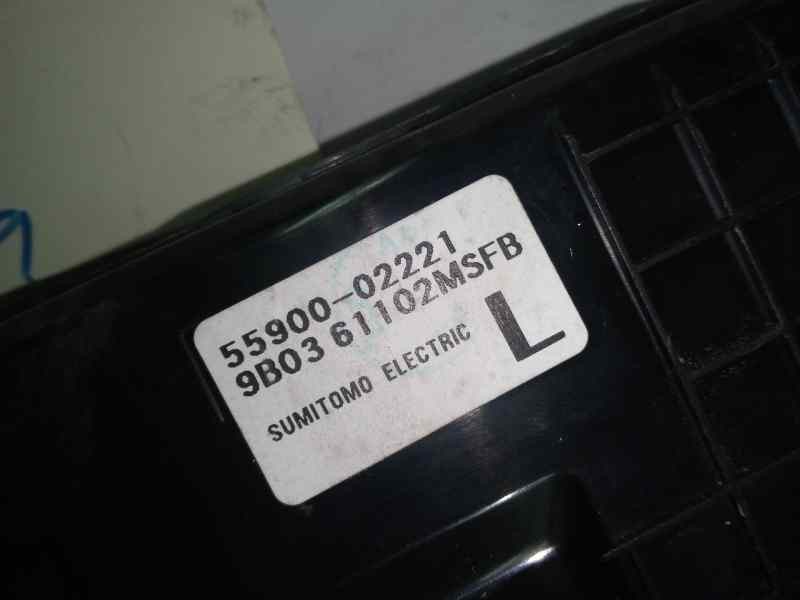 55900-02221
9B03 61102MSFB
SUMITOMO ELECTRIC L